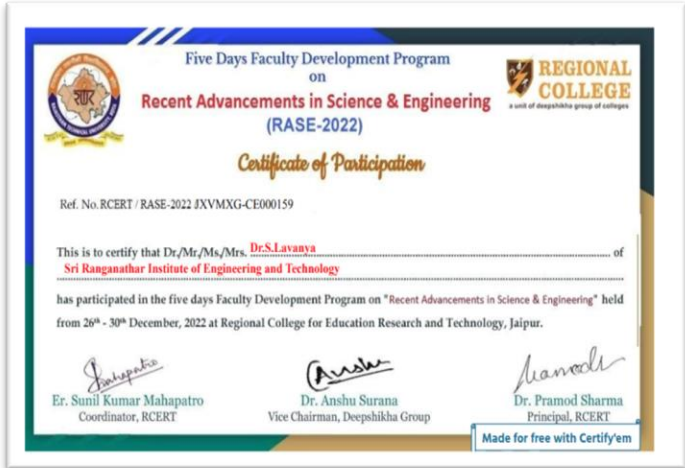 Five Days Faculty Development Program
on
Recent Advancements in Science & Engineering
(RASE-2022)
REGIONAL
COLLEGE
a unit of deepshikha group of colleges
Certificate of Participation
Ref. No. RCERT / RASE-2022 JXVMXG-CE000159
This is to certify that Dr./Mr./Ms./Mrs. Dr.S.Lavanya of
Sri Ranganathar Institute of Engineering and Technology
has participated in the five days Faculty Development Program on "Recent Advancements in Science & Engineering" held
from 26th - 30th December, 2022 at Regional College for Education Research and Technology, Jaipur.
Er. Sunil Kumar Mahapatro
Coordinator, RCERT
Dr. Anshu Surana
Vice Chairman, Deepshikha Group
Dr. Pramod Sharma
Principal, RCERT
Made for free with Certify'em